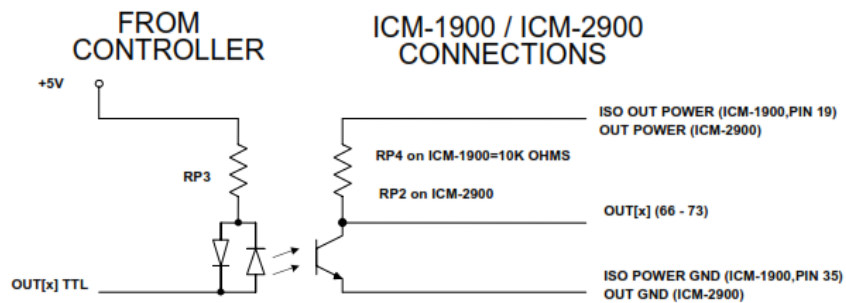 FROM
CONTROLLER
ICM-1900 / ICM-2900
CONNECTIONS
+5V
ISO OUT POWER (ICM-1900,PIN 19)
OUT POWER (ICM-2900)
RP4 on ICM-1900=10K OHMS
RP3
RP2 on ICM-2900
OUT[x] (66 - 73)
OUT[x] TTL
ISO POWER GND (ICM-1900,PIN 35)
OUT GND (ICM-2900)